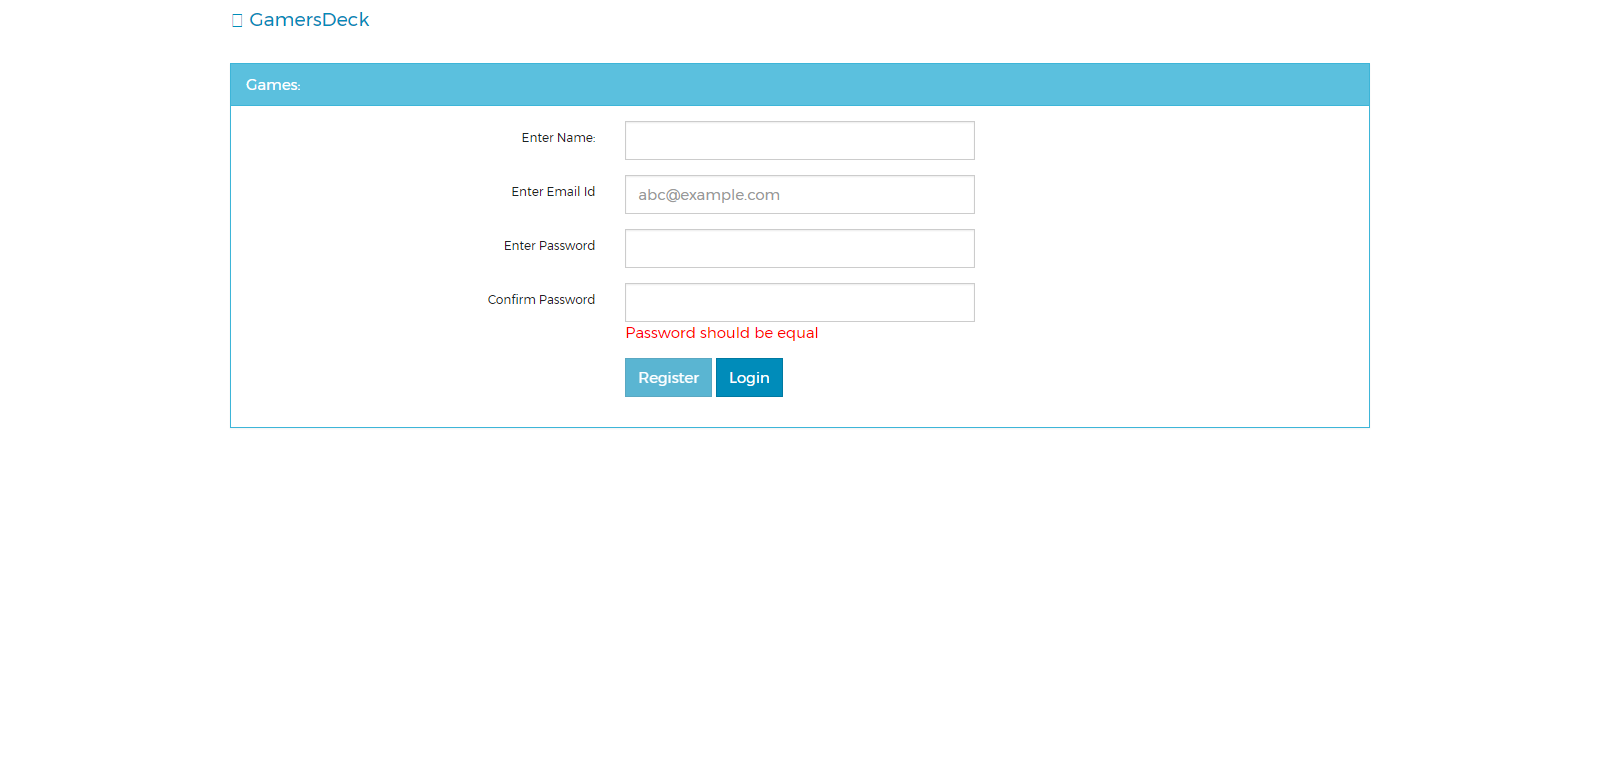 GamersDeck
Games:
Enter Name:
Enter Email Id
abc@example.com
Enter Password
Confirm Password
Password should be equal
Register Login